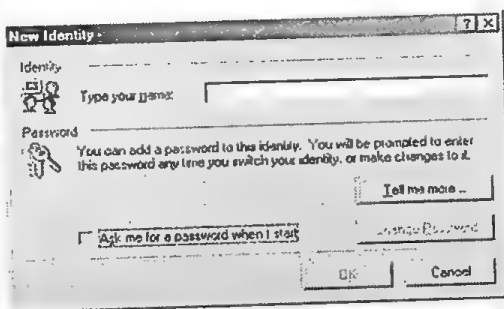 New Identity
Identity
Type your name:
Password
You can add a password to this identity. You will be prompted to enter
this password any time you switch your identity, or make changes to it.
Tell me more ..
Ask me for a password when I start
Change Password
OK
Cancel